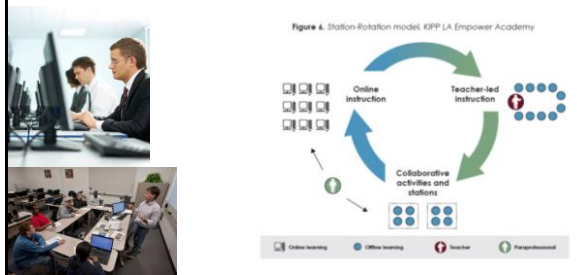 Figure 6. Station-Rotation model, KIPP LA Empower Academy
Online
instruction
Teacher-led
instruction
Collaborative
activities and
stations
Online learning
Offline learning
Teacher
Paraprofessional